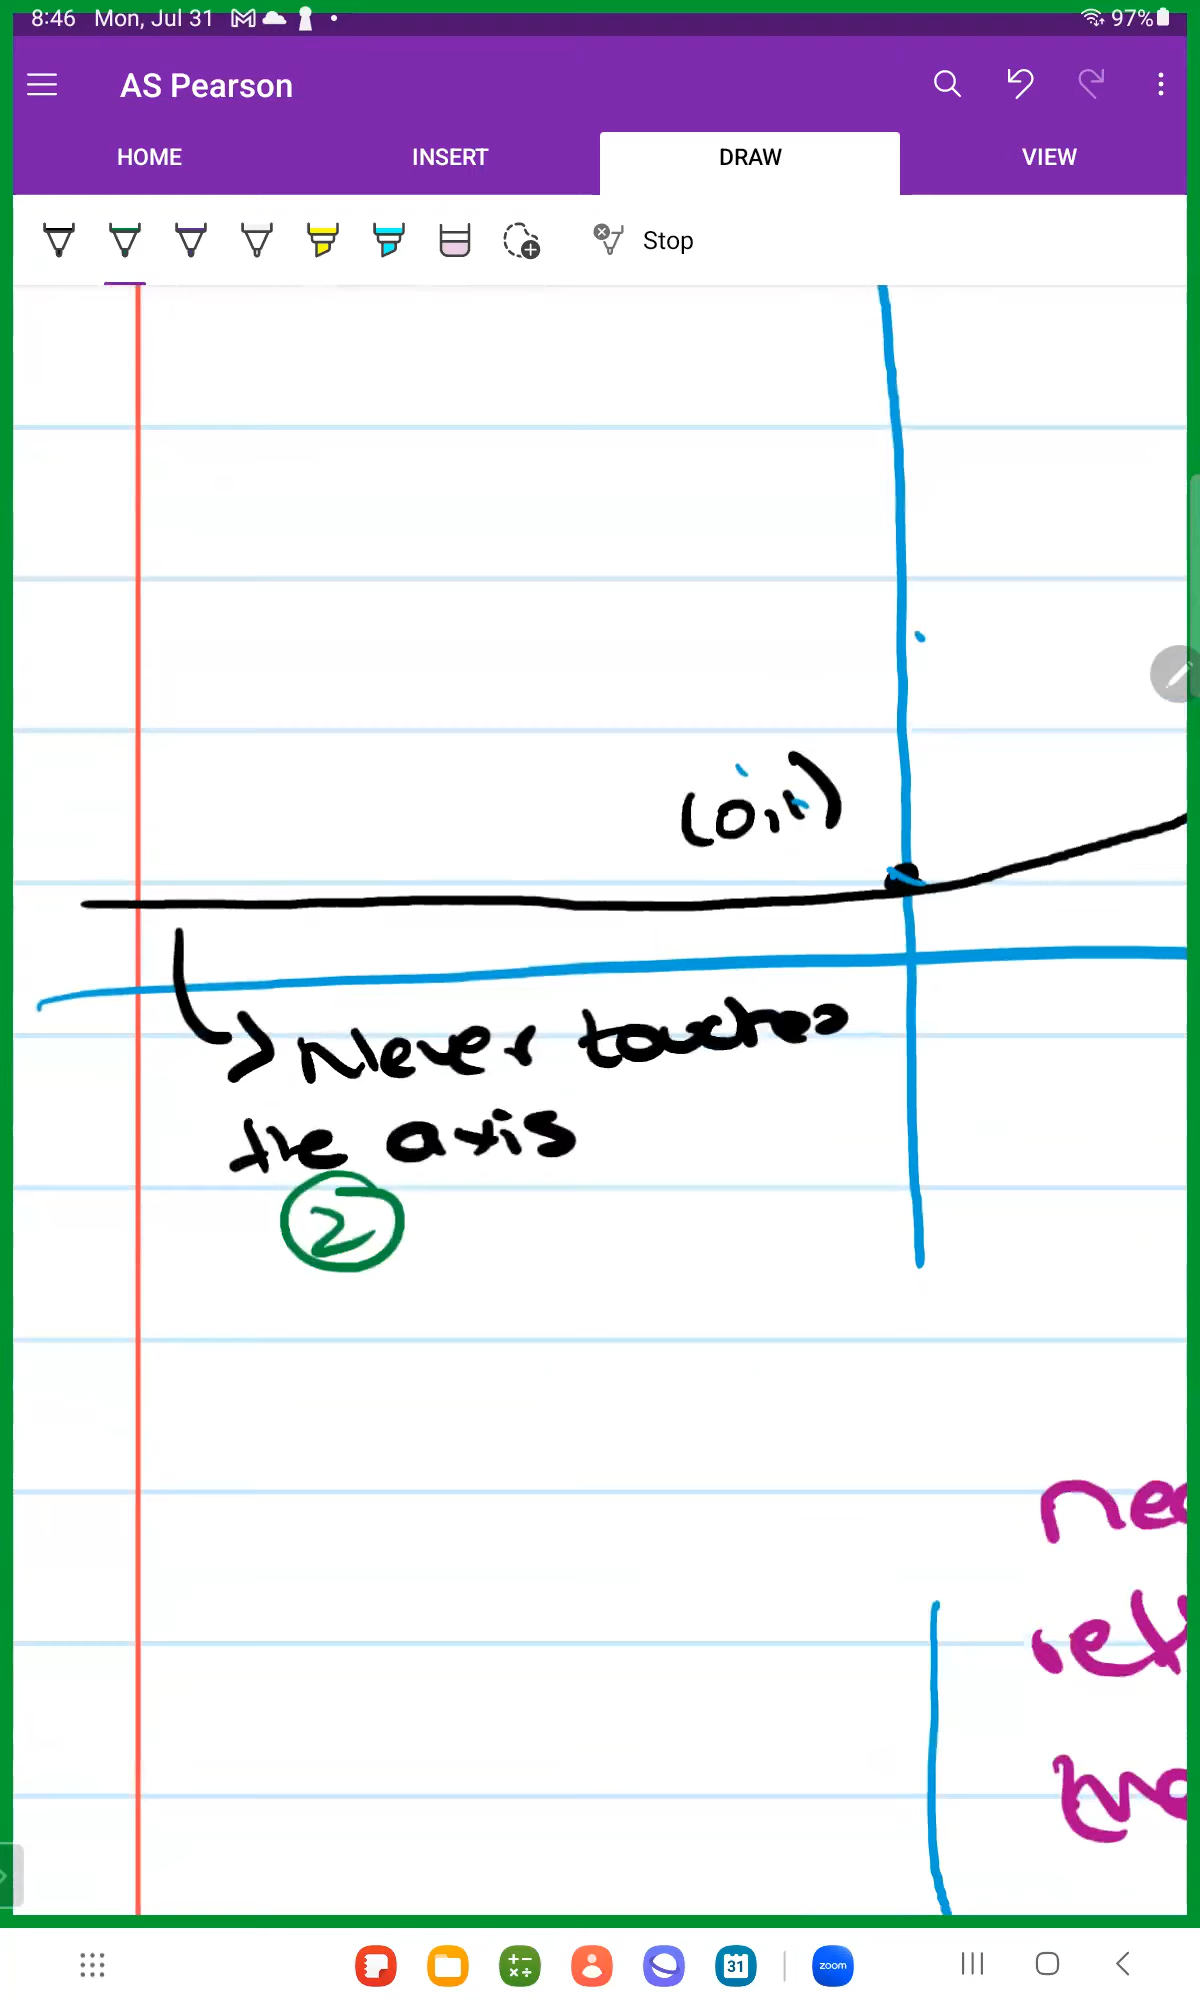 8:46 Mon, Jul 31 97%
AS Pearson
HOME INSERT DRAW VIEW
Stop
(0,1)
Never touches
the axis
2
31 zoom